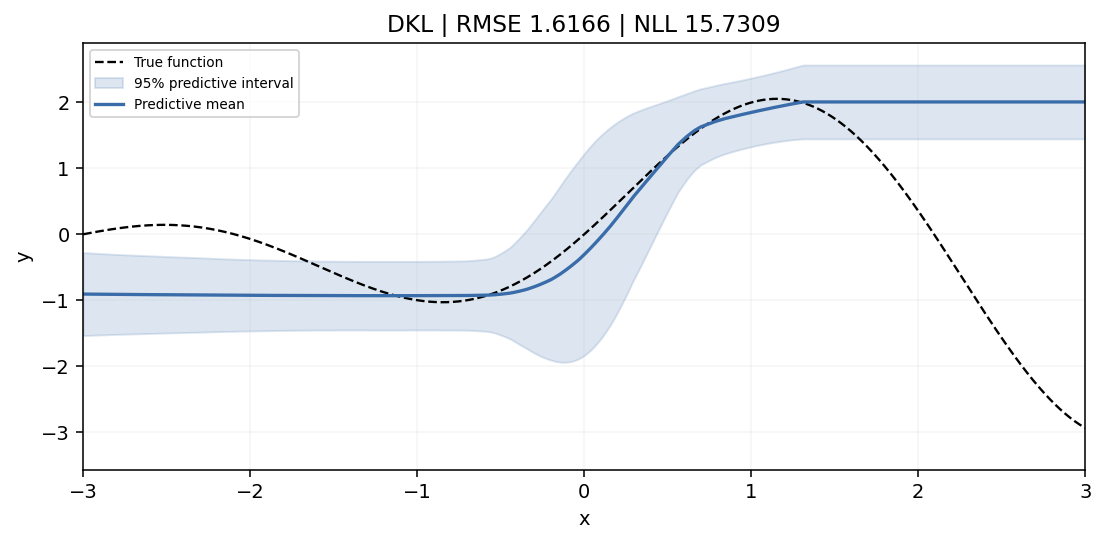 DKL | RMSE 1.6166 | NLL 15.7309
True function
95% predictive interval
Predictive mean
y
2
1
0
−1
−2
−3
−3
−2
−1
0
1
2
3
x